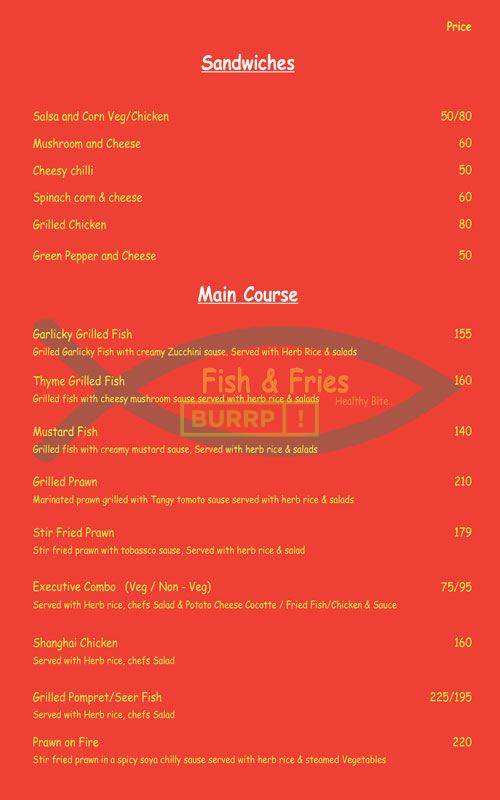 Price
Sandwiches
Salsa and Corn Veg/Chicken 50/80
Mushroom and Cheese 60
Cheesy chilli 50
Spinach corn & cheese 60
Grilled Chicken 80
Green Pepper and Cheese 50
Main Course
Garlicky Grilled Fish 155
Grilled Garlicky Fish with creamy Zucchini sause. Served with Herb Rice & salads
Thyme Grilled Fish 160
Fish & Fries
Grilled fish with cheesy mushroom sause served with herb rice & salads
Healthy Bite..
BURRP!
Mustard Fish 140
Grilled fish with creamy mustard sause, Served with herb rice & salads
Grilled Prawn 210
Marinated prawn grilled with Tangy tomoto sause served with herb rice & salads
Stir Fried Prawn 179
Stir fried prawn with tobassco sause, Served with herb rice & salad
Executive Combo (Veg / Non - Veg) 75/95
Served with Herb rice, chefs Salad & Potato Cheese Cocotte / Fried Fish/Chicken & Sauce
Shanghai Chicken 160
Served with Herb rice, chefs Salad
Grilled Pompret/Seer Fish 225/195
Served with Herb rice, chefs Salad
Prawn on Fire 220
Stir fried prawn in a spicy soya chilly sause served with herb rice & steamed Vegetables